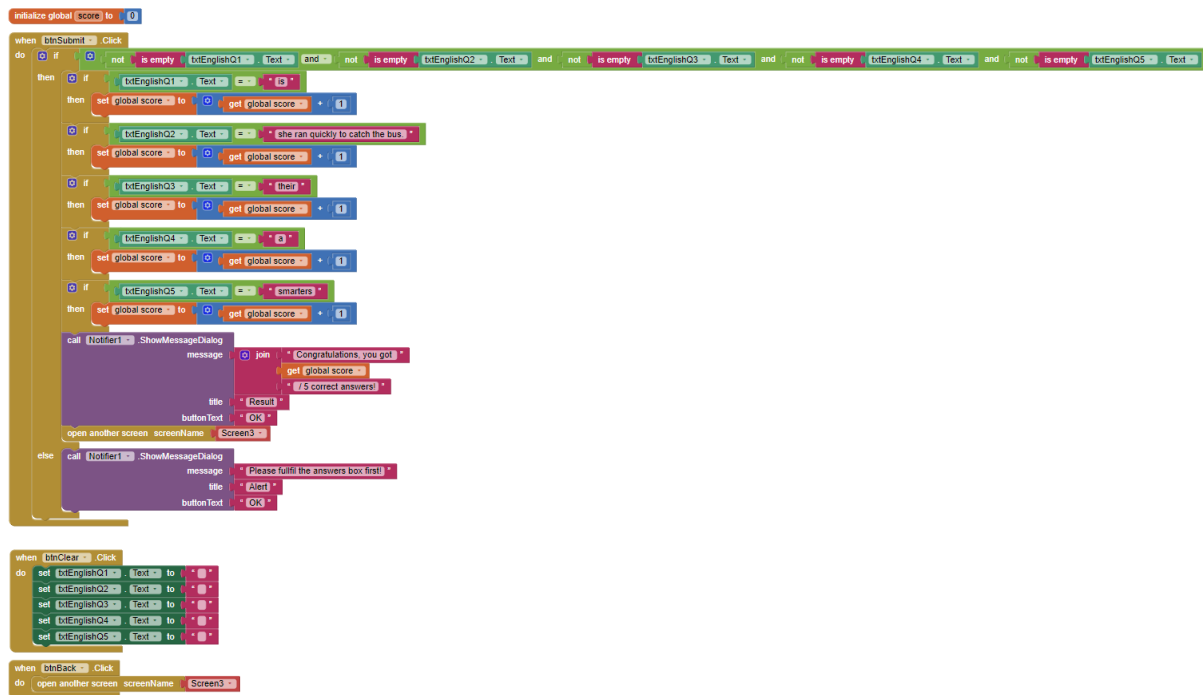 initialize global score to 0
when btnSubmit .Click
do if not is empty txtEnglishQ1 . Text and not is empty txtEnglishQ2 . Text and not is empty txtEnglishQ3 . Text and not is empty txtEnglishQ4 . Text and not is empty txtEnglishQ5 . Text
then if txtEnglishQ1 . Text = " is "
then set global score to get global score + 1
if txtEnglishQ2 . Text = " she ran quickly to catch the bus. "
then set global score to get global score + 1
if txtEnglishQ3 . Text = " their "
then set global score to get global score + 1
if txtEnglishQ4 . Text = " a "
then set global score to get global score + 1
if txtEnglishQ5 . Text = " smarters "
then set global score to get global score + 1
call Notifier1 .ShowMessageDialog
message join " Congratulations, you got "
get global score
" / 5 correct answers! "
title " Result "
buttonText " OK "
open another screen screenName Screen3
else call Notifier1 .ShowMessageDialog
message " Please fullfil the answers box first! "
title " Alert "
buttonText " OK "
when btnClear .Click
do set txtEnglishQ1 . Text to " "
set txtEnglishQ2 . Text to " "
set txtEnglishQ3 . Text to " "
set txtEnglishQ4 . Text to " "
set txtEnglishQ5 . Text to " "
when btnBack .Click
do open another screen screenName Screen3